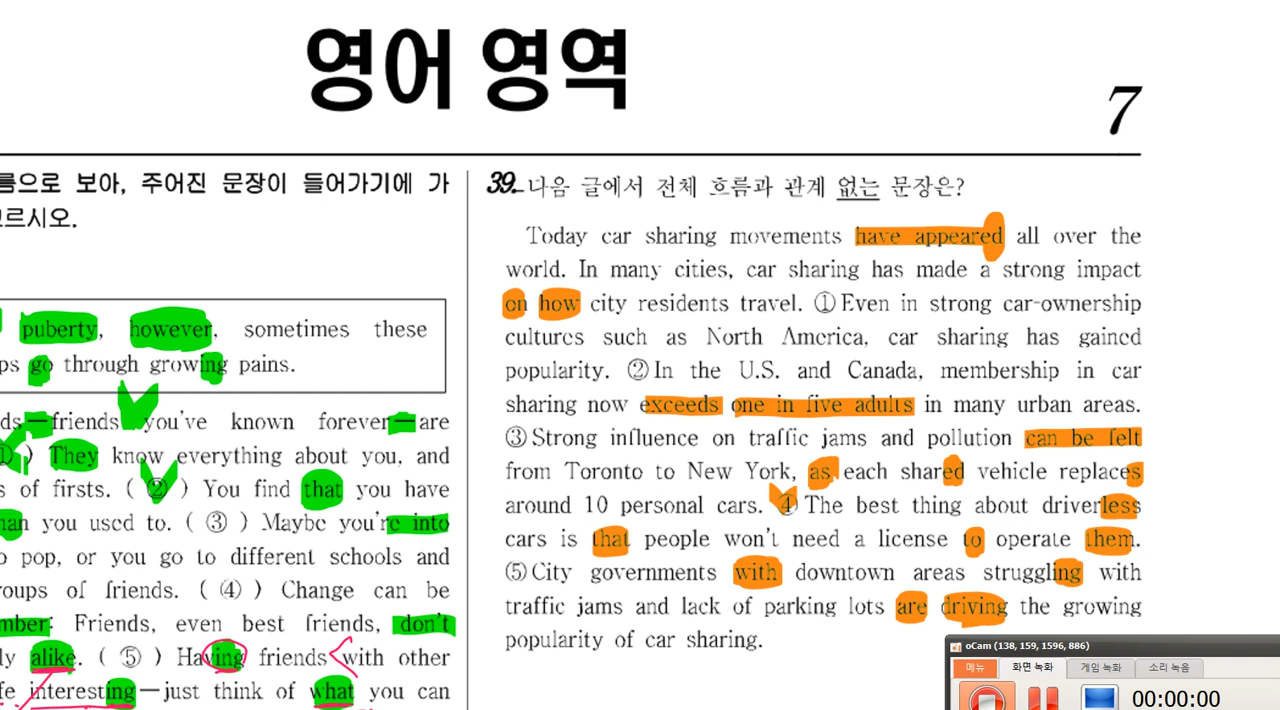 영어 영역
7
름으로 보아, 주어진 문장이 들어가기에 가
르시오.
puberty, however, sometimes these
go through growing pains.
friends you've known forever—are
They know everything about you, and
s of firsts. ( ② ) You find that you have
you used to. ( ③ ) Maybe you're into
pop, or you go to different schools and
of friends. ( ④ ) Change can be
Friends, even best friends, don't
alike. ( ⑤ ) Having friends with other
interesting—just think of what you can
39. 다음 글에서 전체 흐름과 관계 없는 문장은?
Today car sharing movements have appeared all over the
world. In many cities, car sharing has made a strong impact
on how city residents travel. ① Even in strong car-ownership
cultures such as North America, car sharing has gained
popularity. ② In the U.S. and Canada, membership in car
sharing now exceeds one in five adults in many urban areas.
③ Strong influence on traffic jams and pollution can be felt
from Toronto to New York, as each shared vehicle replaces
around 10 personal cars. ④ The best thing about driverless
cars is that people won't need a license to operate them.
⑤ City governments with downtown areas struggling with
traffic jams and lack of parking lots are driving the growing
popularity of car sharing.
oCam (138, 159, 1596, 886)
메뉴 화면 녹화 게임 녹화 소리 녹음
00:00:00